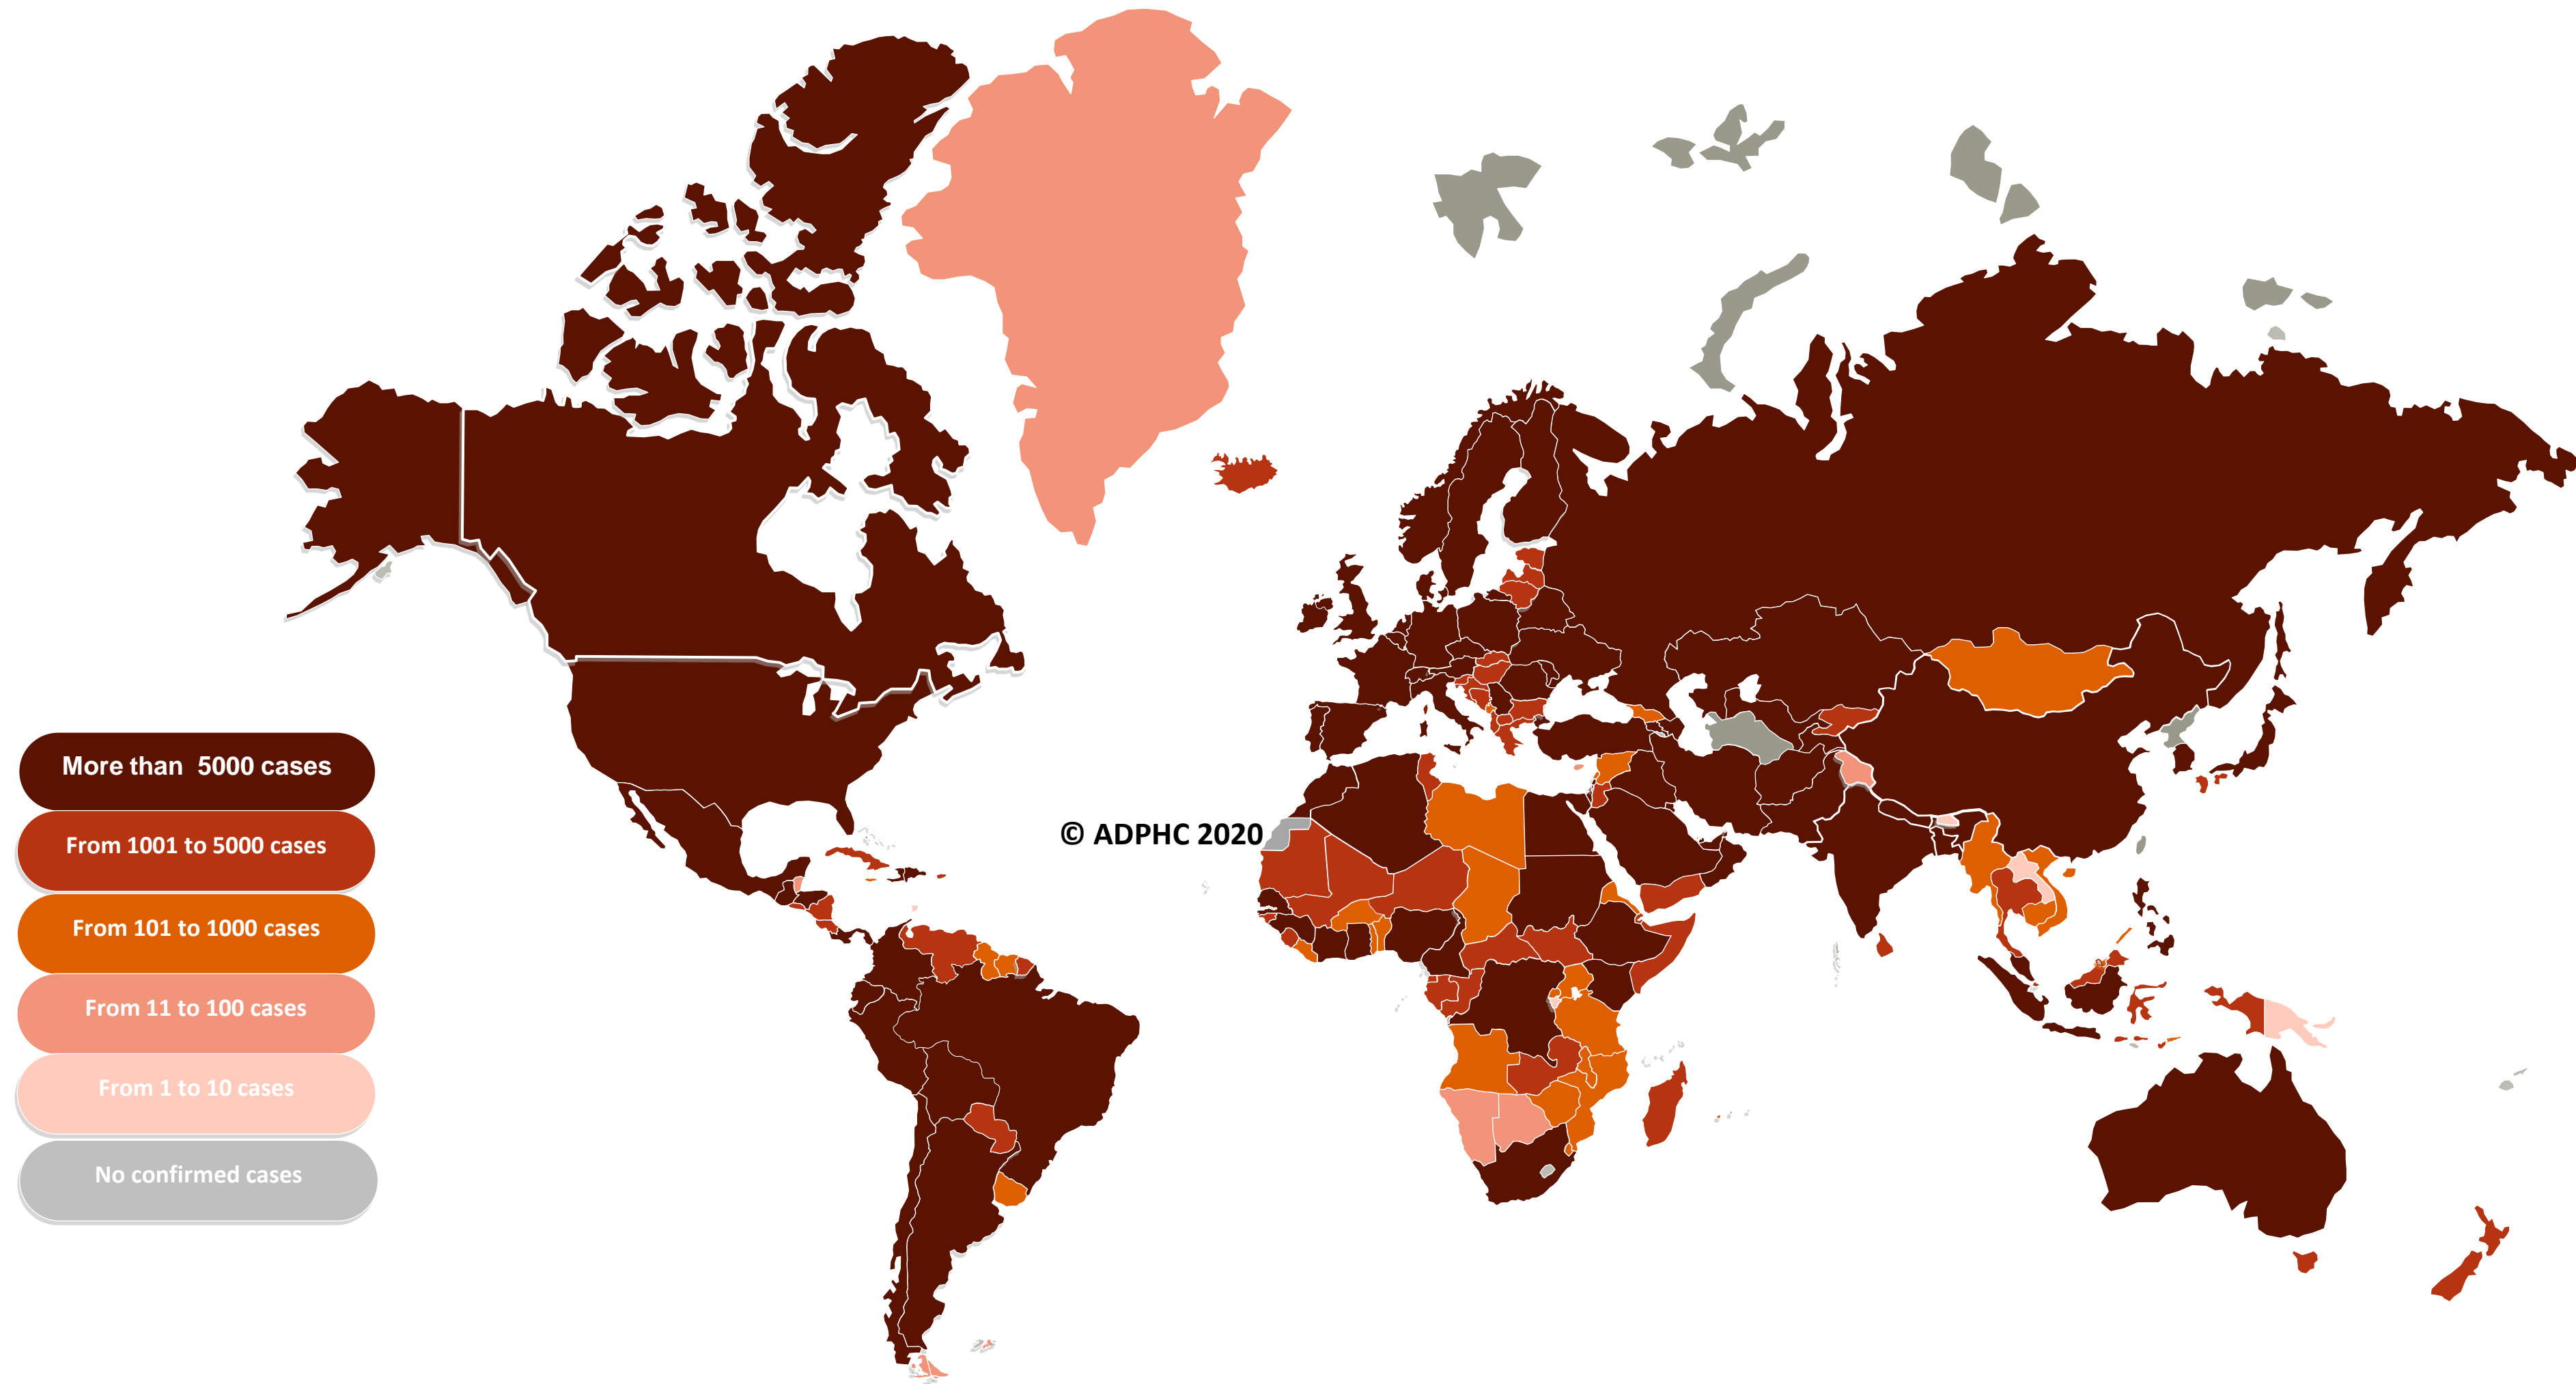 More than  5000 cases
From 1001 to 5000 cases
From 101 to 1000 cases
From 11 to 100 cases
From 1 to 10 cases
No confirmed cases
© ADPHC 2020